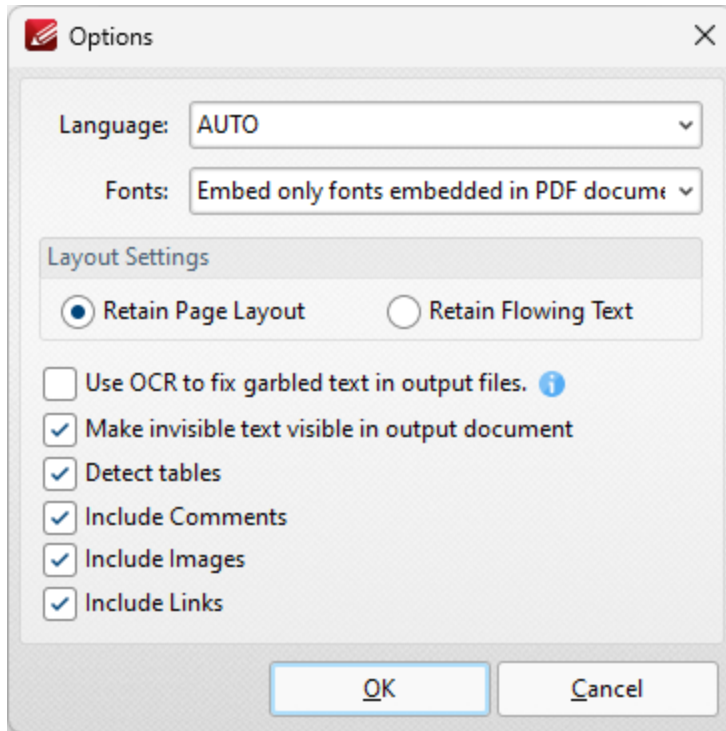 Options
Language: AUTO
Fonts: Embed only fonts embedded in PDF docume
Layout Settings
Retain Page Layout Retain Flowing Text
Use OCR to fix garbled text in output files.
Make invisible text visible in output document
Detect tables
Include Comments
Include Images
Include Links
OK Cancel